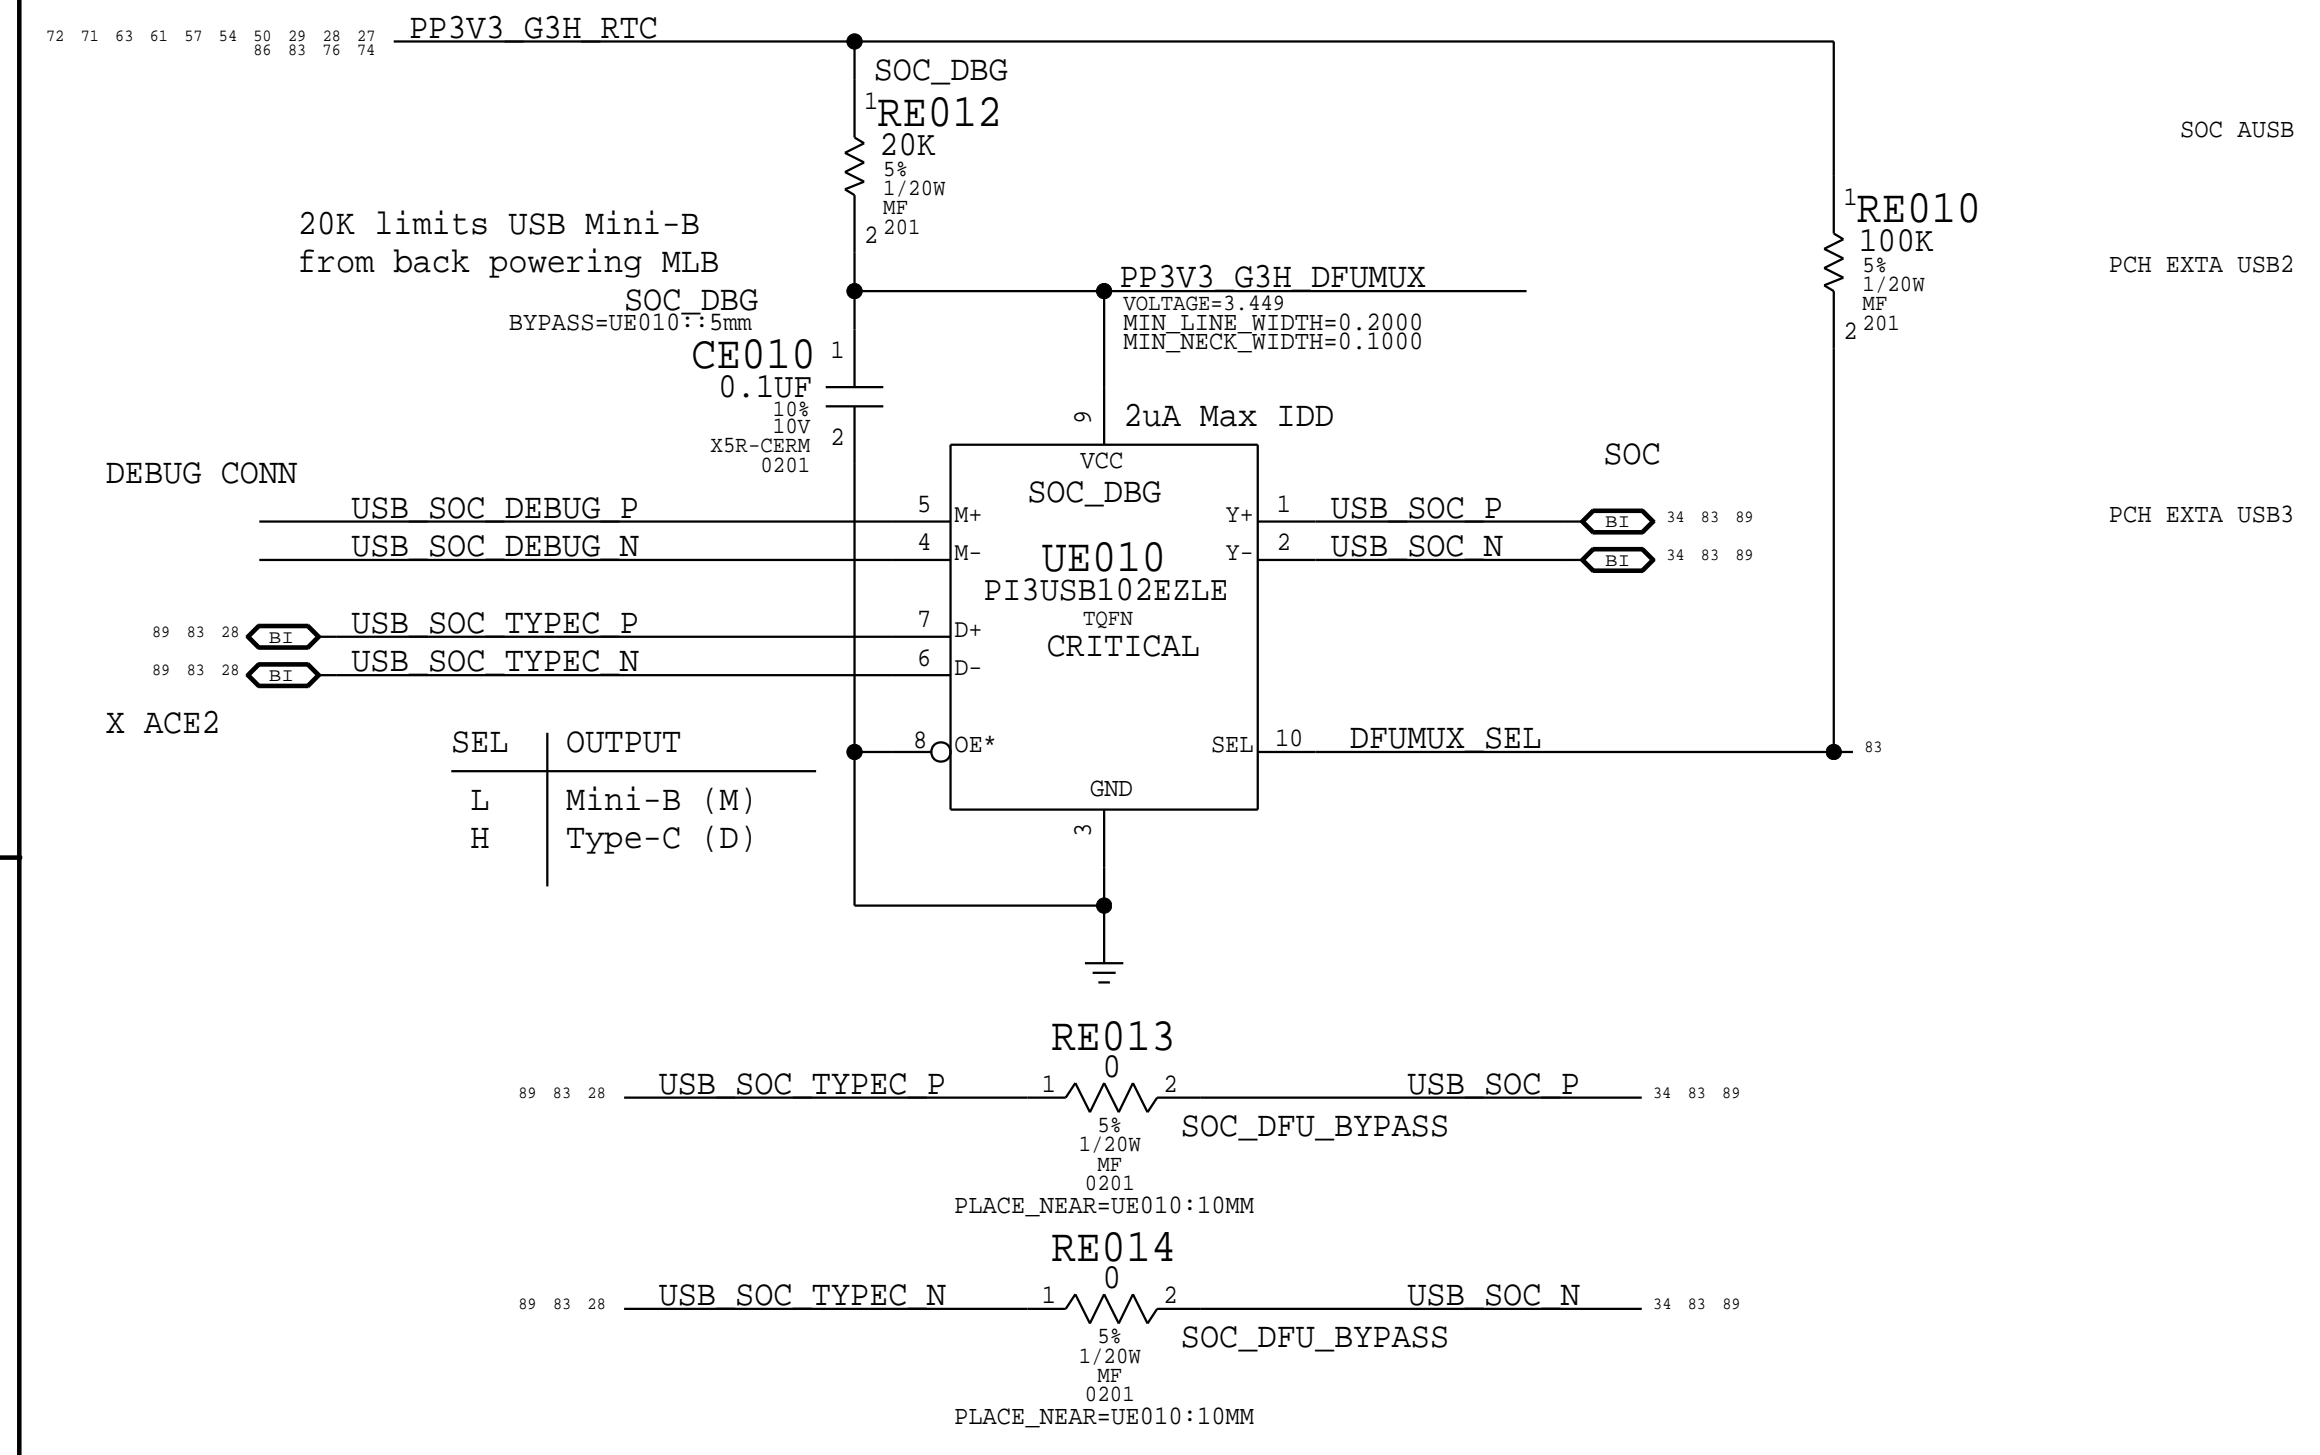 72 71 63 61 57 54 50 29 28 27
86 83 76 74
PP3V3_G3H_RTC
SOC_DBG
1
RE012
20K
5%
1/20W
MF
201
2
SOC AUSB
1
RE010
100K
5%
1/20W
MF
201
2
PCH EXTA USB2
20K limits USB Mini-B
from back powering MLB
SOC_DBG
BYPASS=UE010::5mm
CE010
1
0.1UF
10%
10V
X5R-CERM
0201
2
PP3V3_G3H_DFUMUX
VOLTAGE=3.449
MIN_LINE_WIDTH=0.2000
MIN_NECK_WIDTH=0.1000
9
2uA Max IDD
DEBUG CONN
SOC
VCC
SOC_DBG
USB_SOC_DEBUG_P
5
M+
Y+
1
USB_SOC_P
BI
34 83 89
PCH EXTA USB3
USB_SOC_DEBUG_N
4
M-
UE010
Y-
2
USB_SOC_N
BI
34 83 89
PI3USB102EZLE
TQFN
CRITICAL
89 83 28
BI
USB_SOC_TYPEC_P
7
D+
89 83 28
BI
USB_SOC_TYPEC_N
6
D-
X ACE2
SEL OUTPUT
L Mini-B (M)
H Type-C (D)
8
OE*
SEL
10
DFUMUX_SEL
83
GND
3
RE013
0
89 83 28
USB_SOC_TYPEC_P
1
2
USB_SOC_P
34 83 89
5%
1/20W
MF
0201
SOC_DFU_BYPASS
PLACE_NEAR=UE010:10MM
RE014
0
89 83 28
USB_SOC_TYPEC_N
1
2
USB_SOC_N
34 83 89
5%
1/20W
MF
0201
SOC_DFU_BYPASS
PLACE_NEAR=UE010:10MM